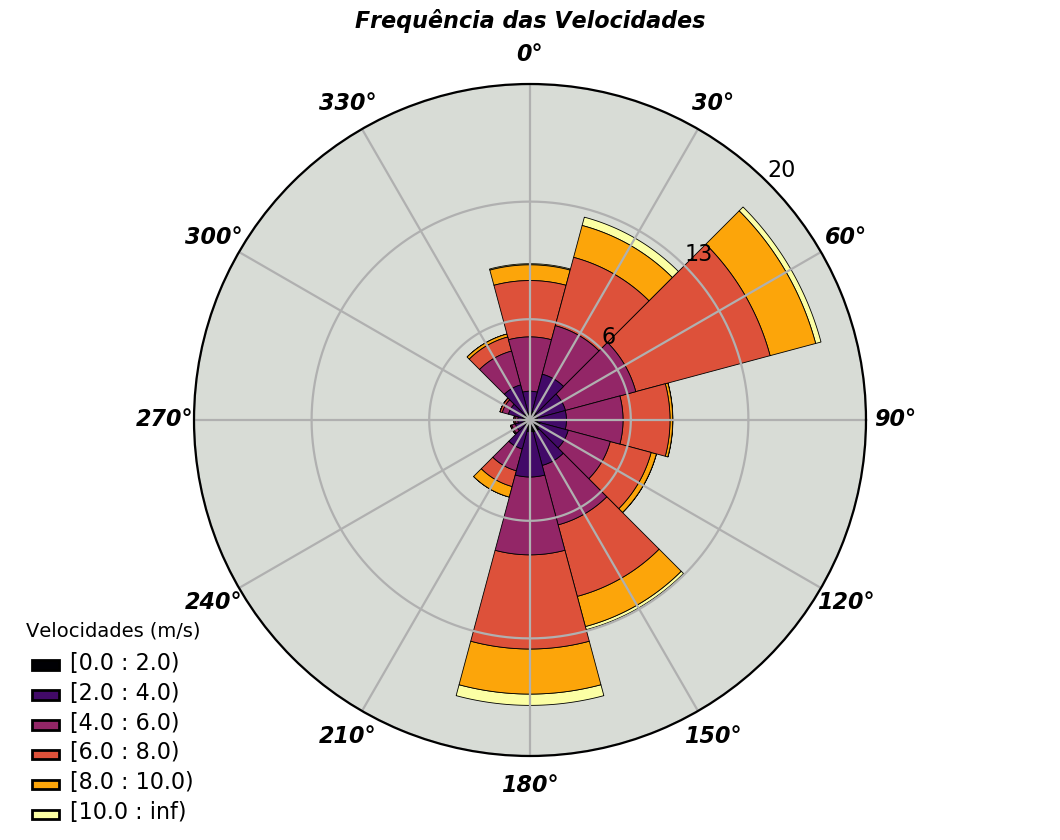 Frequência das Velocidades
0°
330°
30°
20
300°
60°
13
6
270°
90°
240°
120°
210°
150°
180°
Velocidades (m/s)
[0.0 : 2.0)
[2.0 : 4.0)
[4.0 : 6.0)
[6.0 : 8.0)
[8.0 : 10.0)
[10.0 : inf)